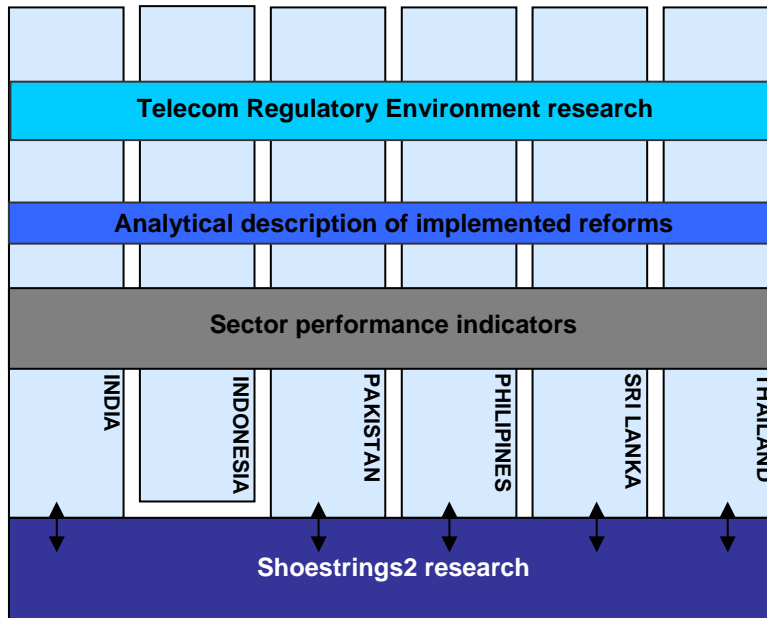 Telecom Regulatory Environment research
Analytical description of implemented reforms
Sector performance indicators
INDIA
INDONESIA
PAKISTAN
PHILIPINES
SRI LANKA
THAILAND
Shoestrings2 research